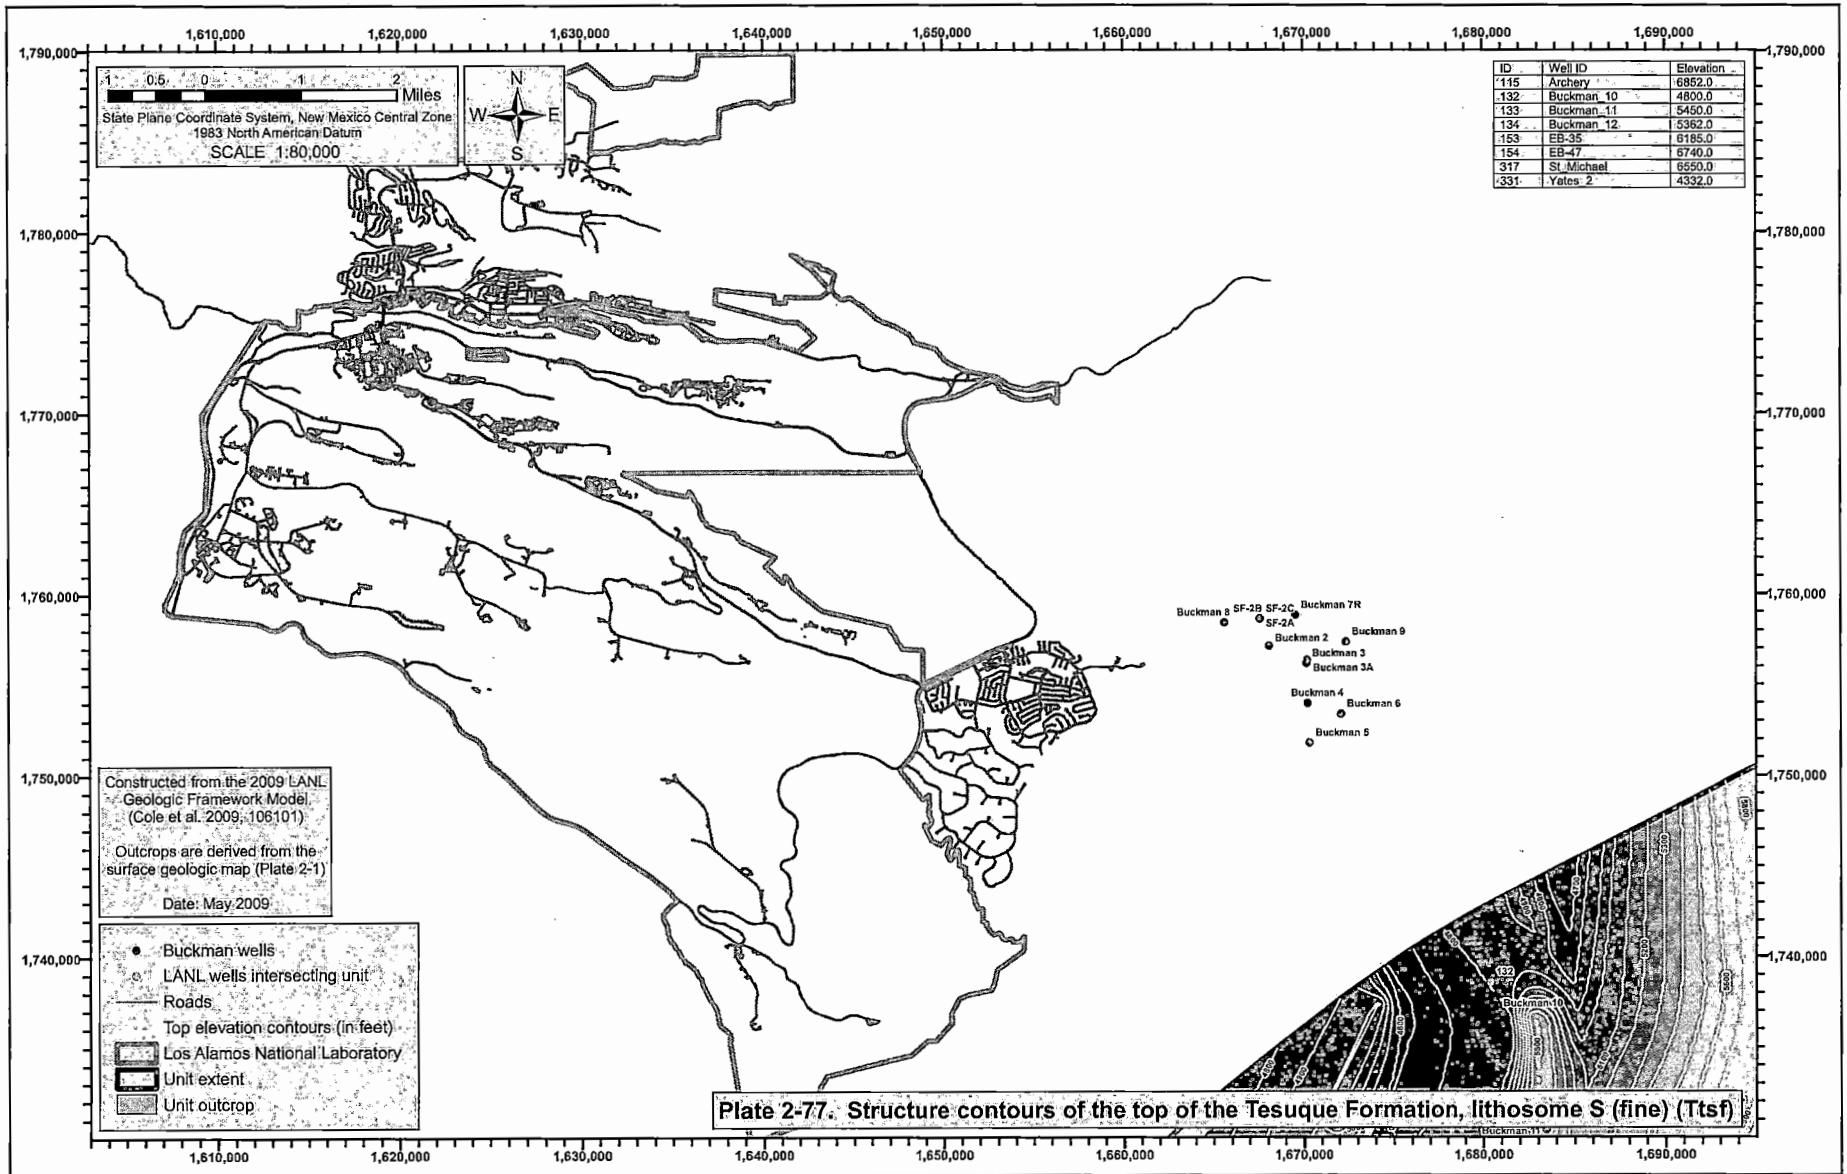 1,610,000 1,620,000 1,630,000 1,640,000 1,650,000 1,660,000 1,670,000 1,680,000 1,690,000
1,790,000 1,790,000
1 0.5 0 1 2
Miles
State Plane Coordinate System, New Mexico Central Zone
1983 North American Datum
SCALE 1:80,000
N
W E
S
ID Well ID Elevation
115 Archery 6852.0
132 Buckman_10 4800.0
133 Buckman_11 5450.0
134 Buckman_12 5362.0
153 EB-35 6185.0
154 EB-47 6740.0
317 St_Michael 6550.0
331 Yates_2 4332.0
1,780,000 1,780,000
1,770,000 1,770,000
1,760,000 1,760,000
Buckman 8 SF-2B SF-2C Buckman 7R
SF-2A
Buckman 2 Buckman 9
Buckman 3
Buckman 3A
Buckman 4
Buckman 6
Buckman 5
1,750,000 1,750,000
Constructed from the 2009 LANL
Geologic Framework Model
(Cole et al. 2009, 106101)
Outcrops are derived from the
surface geologic map (Plate 2-1)
Date: May 2009
5800
5300
5200
5600
1,740,000 1,740,000
132
Buckman 10
5000
Buckman wells
LANL wells intersecting unit
Roads
Top elevation contours (in feet)
Los Alamos National Laboratory
Unit extent
Unit outcrop
Plate 2-77. Structure contours of the top of the Tesuque Formation, lithosome S (fine) (Ttsf)
Buckman 11
1,610,000 1,620,000 1,630,000 1,640,000 1,650,000 1,660,000 1,670,000 1,680,000 1,690,000